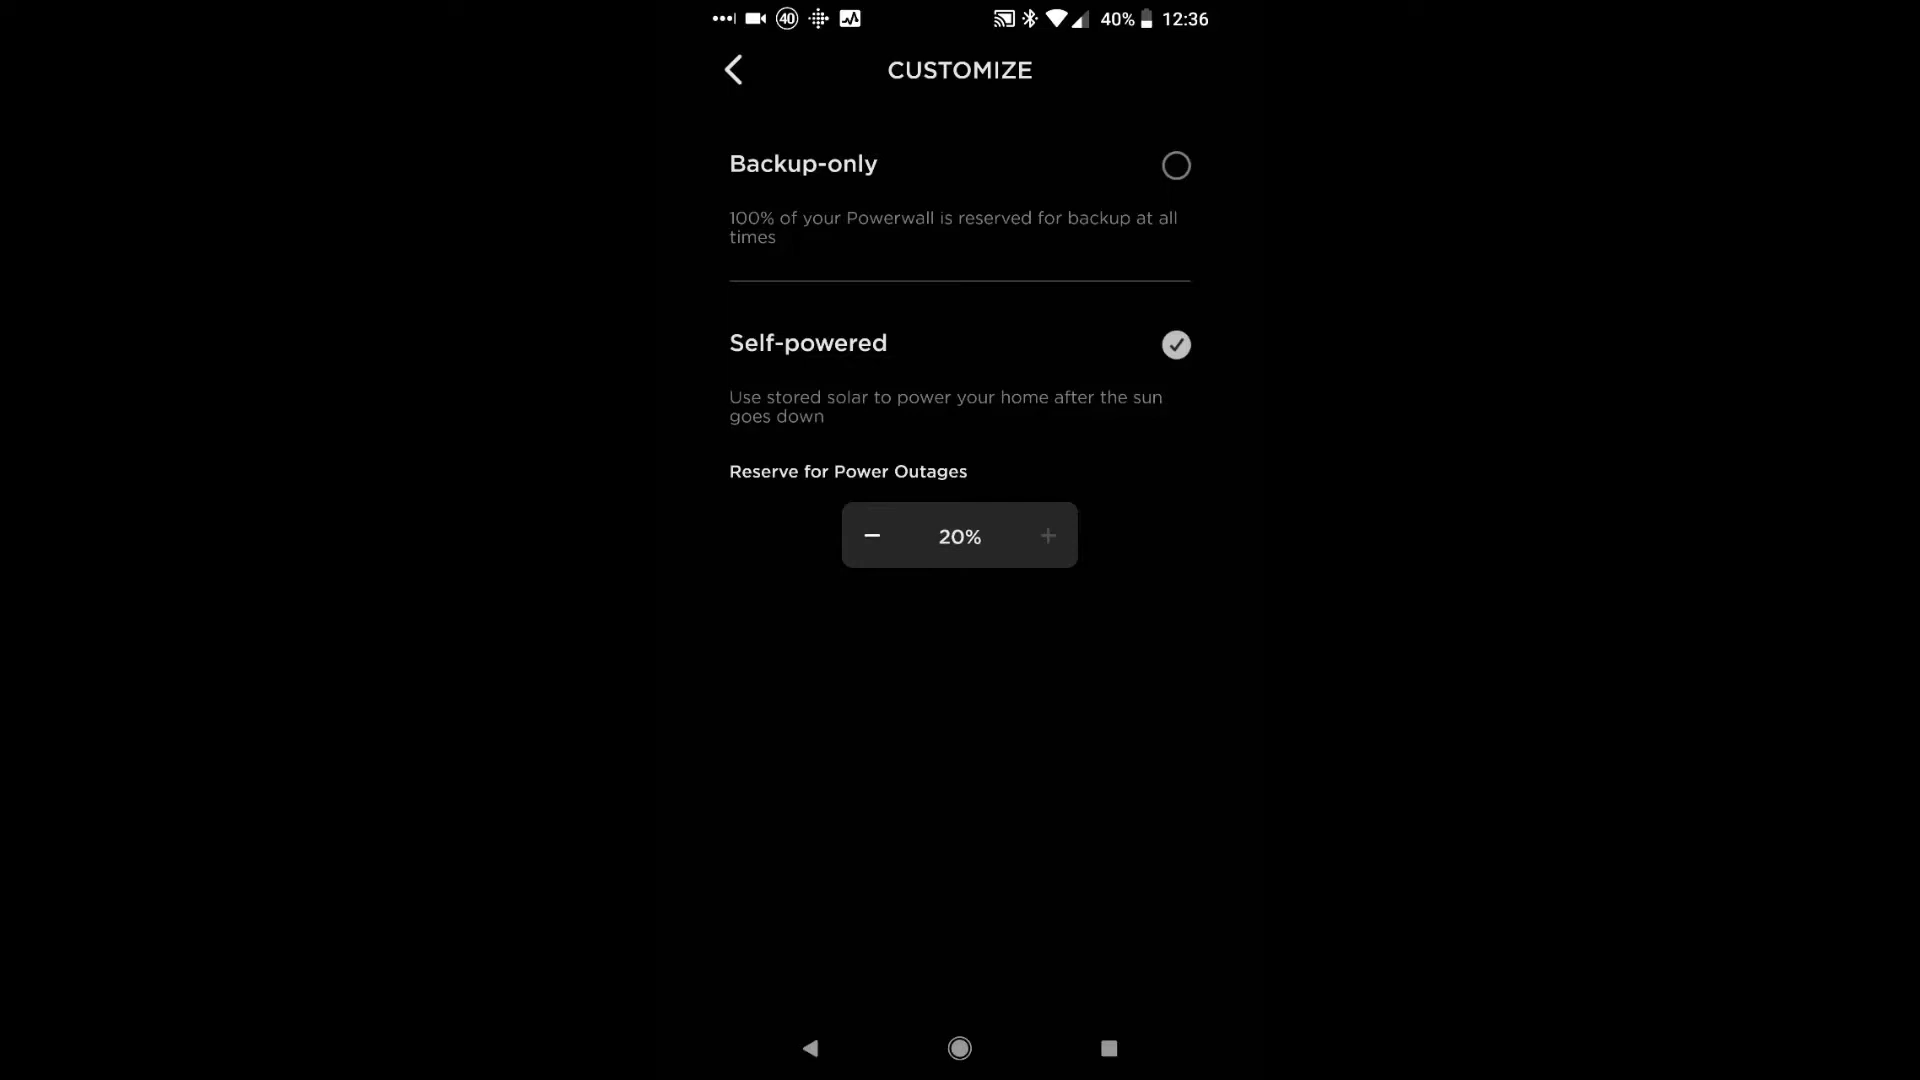 40 40% 12:36
CUSTOMIZE
Backup-only
100% of your Powerwall is reserved for backup at all
times
Self-powered
Use stored solar to power your home after the sun
goes down
Reserve for Power Outages
− 20% +